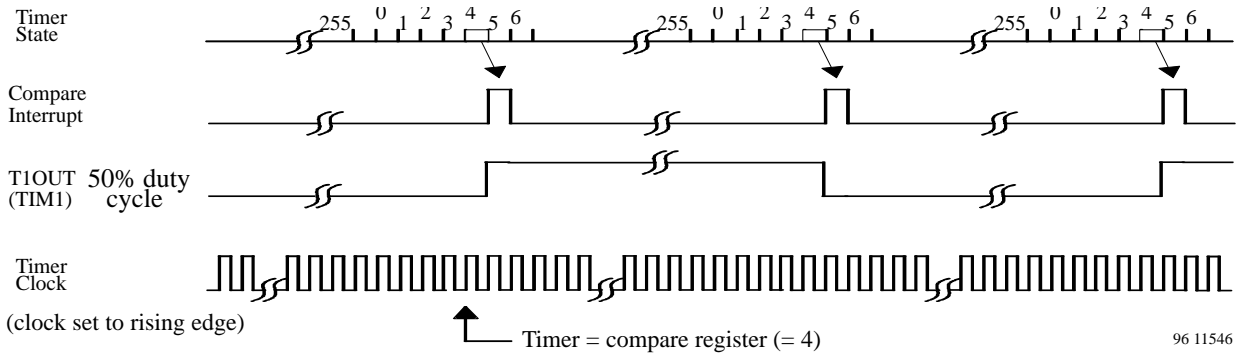 Timer
State
255 0 1 2 3 4 5 6
255 0 1 2 3 4 5 6
255 0 1 2 3 4 5 6
Compare
Interrupt
T1OUT 50% duty
(TIM1) cycle
Timer
Clock
(clock set to rising edge)
Timer = compare register (= 4)
96 11546